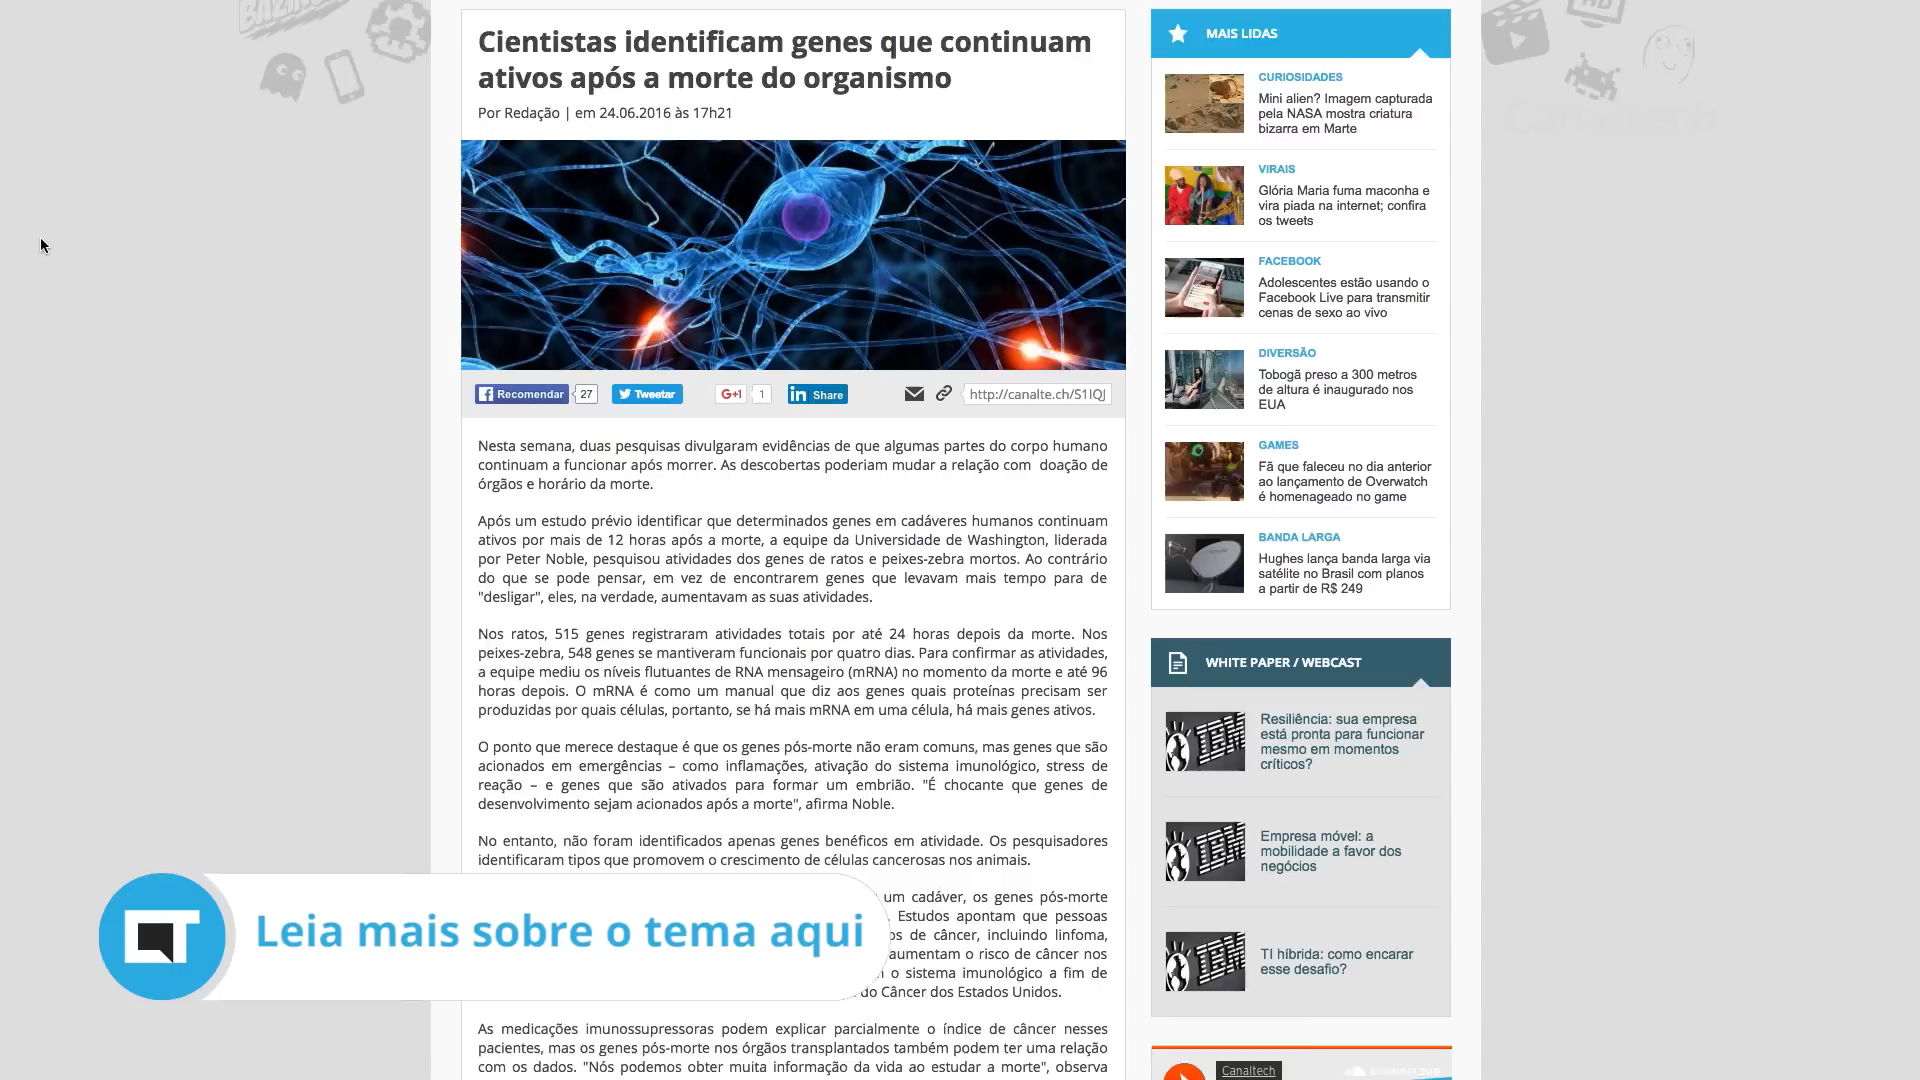 BAZINGA
HD
Canaltech.
Cientistas identificam genes que continuam
ativos após a morte do organismo
Por Redação | em 24.06.2016 às 17h21
Recomendar 27 Tweetar G+1 1 in Share http://canalte.ch/S1IQJ
Nesta semana, duas pesquisas divulgaram evidências de que algumas partes do corpo humano
continuam a funcionar após morrer. As descobertas poderiam mudar a relação com doação de
órgãos e horário da morte.
Após um estudo prévio identificar que determinados genes em cadáveres humanos continuam
ativos por mais de 12 horas após a morte, a equipe da Universidade de Washington, liderada
por Peter Noble, pesquisou atividades dos genes de ratos e peixes-zebra mortos. Ao contrário
do que se pode pensar, em vez de encontrarem genes que levavam mais tempo para de
"desligar", eles, na verdade, aumentavam as suas atividades.
Nos ratos, 515 genes registraram atividades totais por até 24 horas depois da morte. Nos
peixes-zebra, 548 genes se mantiveram funcionais por quatro dias. Para confirmar as atividades,
a equipe mediu os níveis flutuantes de RNA mensageiro (mRNA) no momento da morte e até 96
horas depois. O mRNA é como um manual que diz aos genes quais proteínas precisam ser
produzidas por quais células, portanto, se há mais mRNA em uma célula, há mais genes ativos.
O ponto que merece destaque é que os genes pós-morte não eram comuns, mas genes que são
acionados em emergências – como inflamações, ativação do sistema imunológico, stress de
reação – e genes que são ativados para formar um embrião. "É chocante que genes de
desenvolvimento sejam acionados após a morte", afirma Noble.
No entanto, não foram identificados apenas genes benéficos em atividade. Os pesquisadores
identificaram tipos que promovem o crescimento de células cancerosas nos animais.
um cadáver, os genes pós-morte
. Estudos apontam que pessoas
os de câncer, incluindo linfoma,
aumentam o risco de câncer nos
o sistema imunológico a fim de
do Câncer dos Estados Unidos.
As medicações imunossupressoras podem explicar parcialmente o índice de câncer nesses
pacientes, mas os genes pós-morte nos órgãos transplantados também podem ter uma relação
com os dados. "Nós podemos obter muita informação da vida ao estudar a morte", observa
Leia mais sobre o tema aqui
MAIS LIDAS
CURIOSIDADES
Mini alien? Imagem capturada
pela NASA mostra criatura
bizarra em Marte
VIRAIS
Glória Maria fuma maconha e
vira piada na internet; confira
os tweets
FACEBOOK
Adolescentes estão usando o
Facebook Live para transmitir
cenas de sexo ao vivo
DIVERSÃO
Tobogã preso a 300 metros
de altura é inaugurado nos
EUA
GAMES
Fã que faleceu no dia anterior
ao lançamento de Overwatch
é homenageado no game
BANDA LARGA
Hughes lança banda larga via
satélite no Brasil com planos
a partir de R$ 249
WHITE PAPER / WEBCAST
IBM
Resiliência: sua empresa
está pronta para funcionar
mesmo em momentos
críticos?
IBM
Empresa móvel: a
mobilidade a favor dos
negócios
IBM
TI híbrida: como encarar
esse desafio?
Canaltech